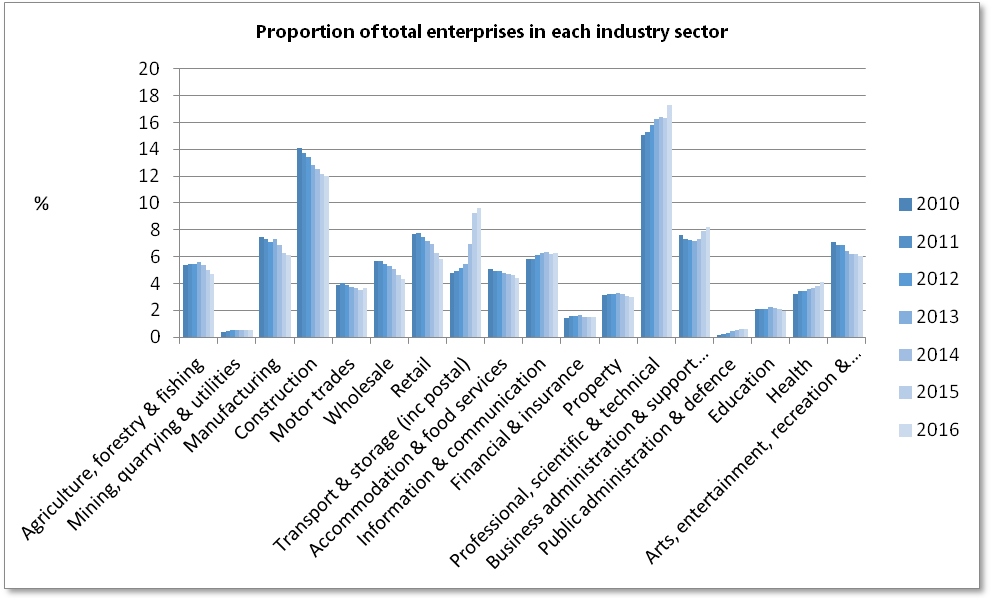 Proportion of total enterprises in each industry sector
20
18
16
14
12
10
8
6
4
2
0
%
Agriculture, forestry & fishing
Mining, quarrying & utilities
Manufacturing
Construction
Motor trades
Wholesale
Retail
Transport & storage (inc postal)
Accommodation & food services
Information & communication
Financial & insurance
Property
Professional, scientific & technical
Business administration & support...
Public administration & defence
Education
Health
Arts, entertainment, recreation &...
2010
2011
2012
2013
2014
2015
2016